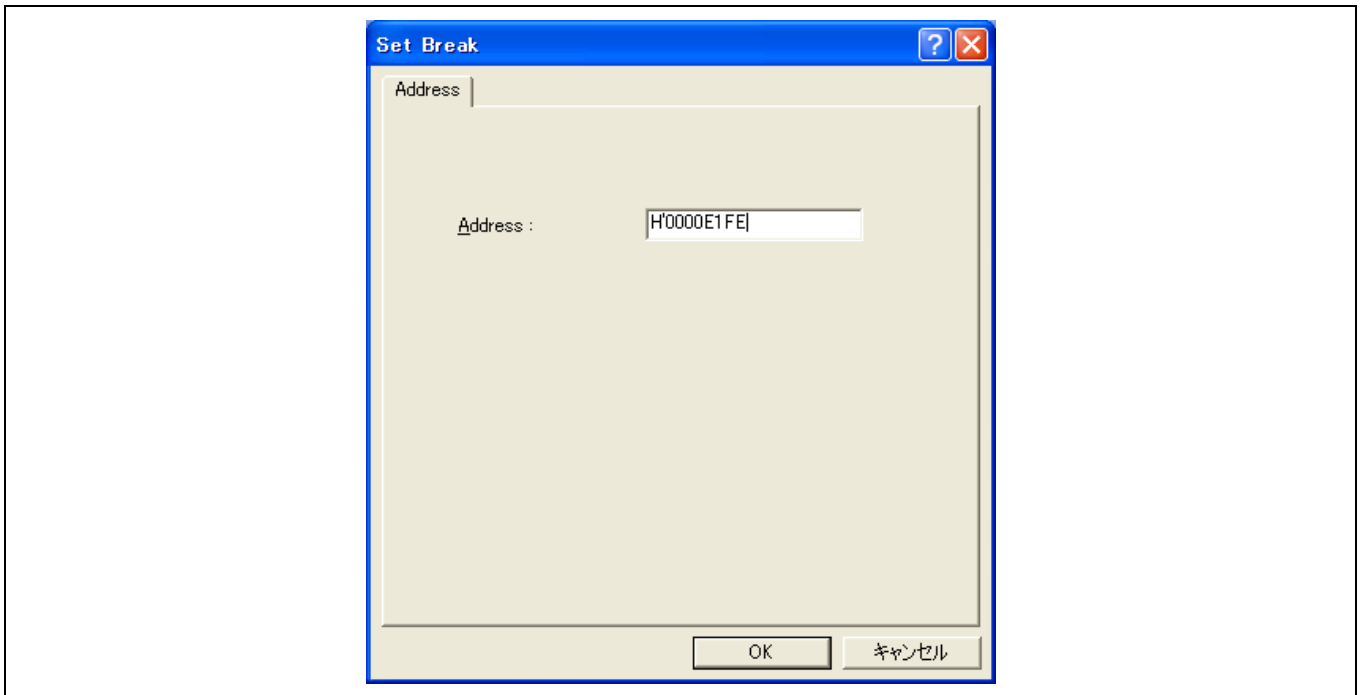 Set Break
Address
Address :
H'0000E1FE
OK
キャンセル